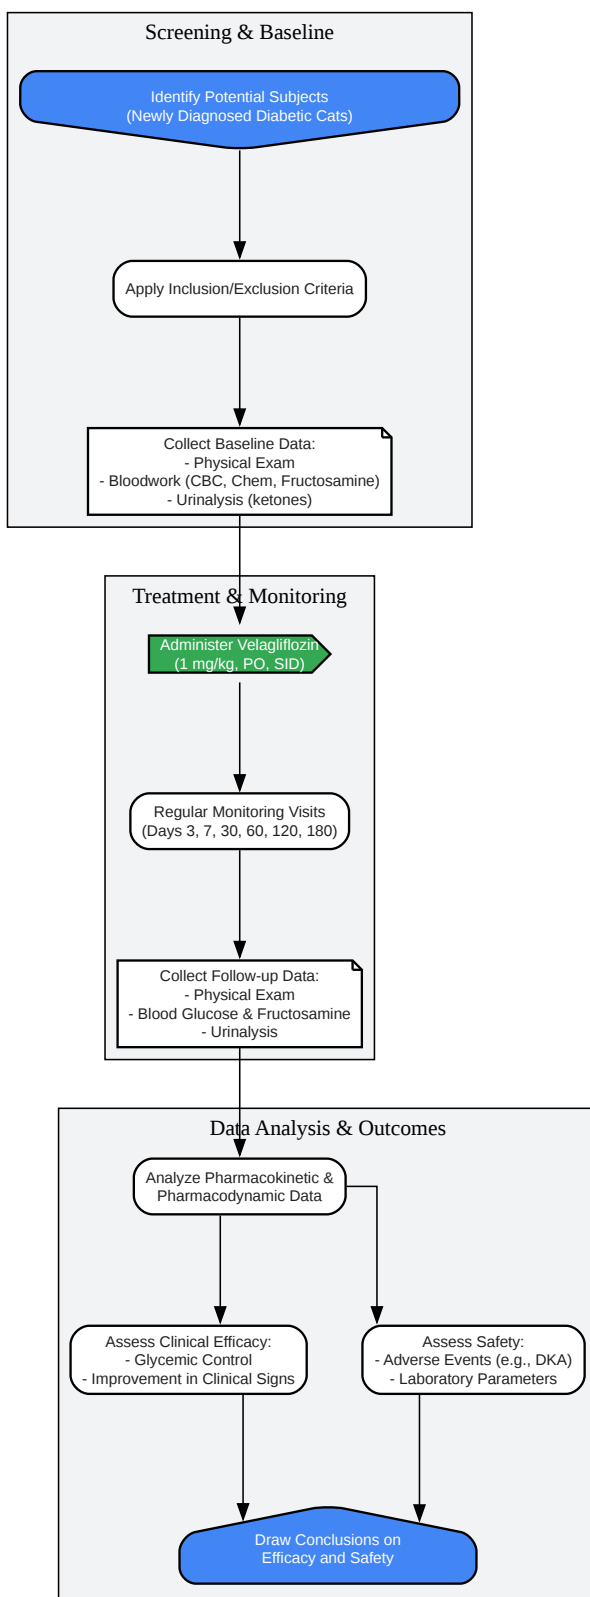 Screening & Baseline
Identify Potential Subjects
(Newly Diagnosed Diabetic Cats)
Apply Inclusion/Exclusion Criteria
Collect Baseline Data:
- Physical Exam
- Bloodwork (CBC, Chem, Fructosamine)
- Urinalysis (ketones)
Treatment & Monitoring
Administer Velagliflozin
(1 mg/kg, PO, SID)
Regular Monitoring Visits
(Days 3, 7, 30, 60, 120, 180)
Collect Follow-up Data:
- Physical Exam
- Blood Glucose & Fructosamine
- Urinalysis
Data Analysis & Outcomes
Analyze Pharmacokinetic &
Pharmacodynamic Data
Assess Clinical Efficacy:
- Glycemic Control
- Improvement in Clinical Signs
Assess Safety:
- Adverse Events (e.g., DKA)
- Laboratory Parameters
Draw Conclusions on
Efficacy and Safety